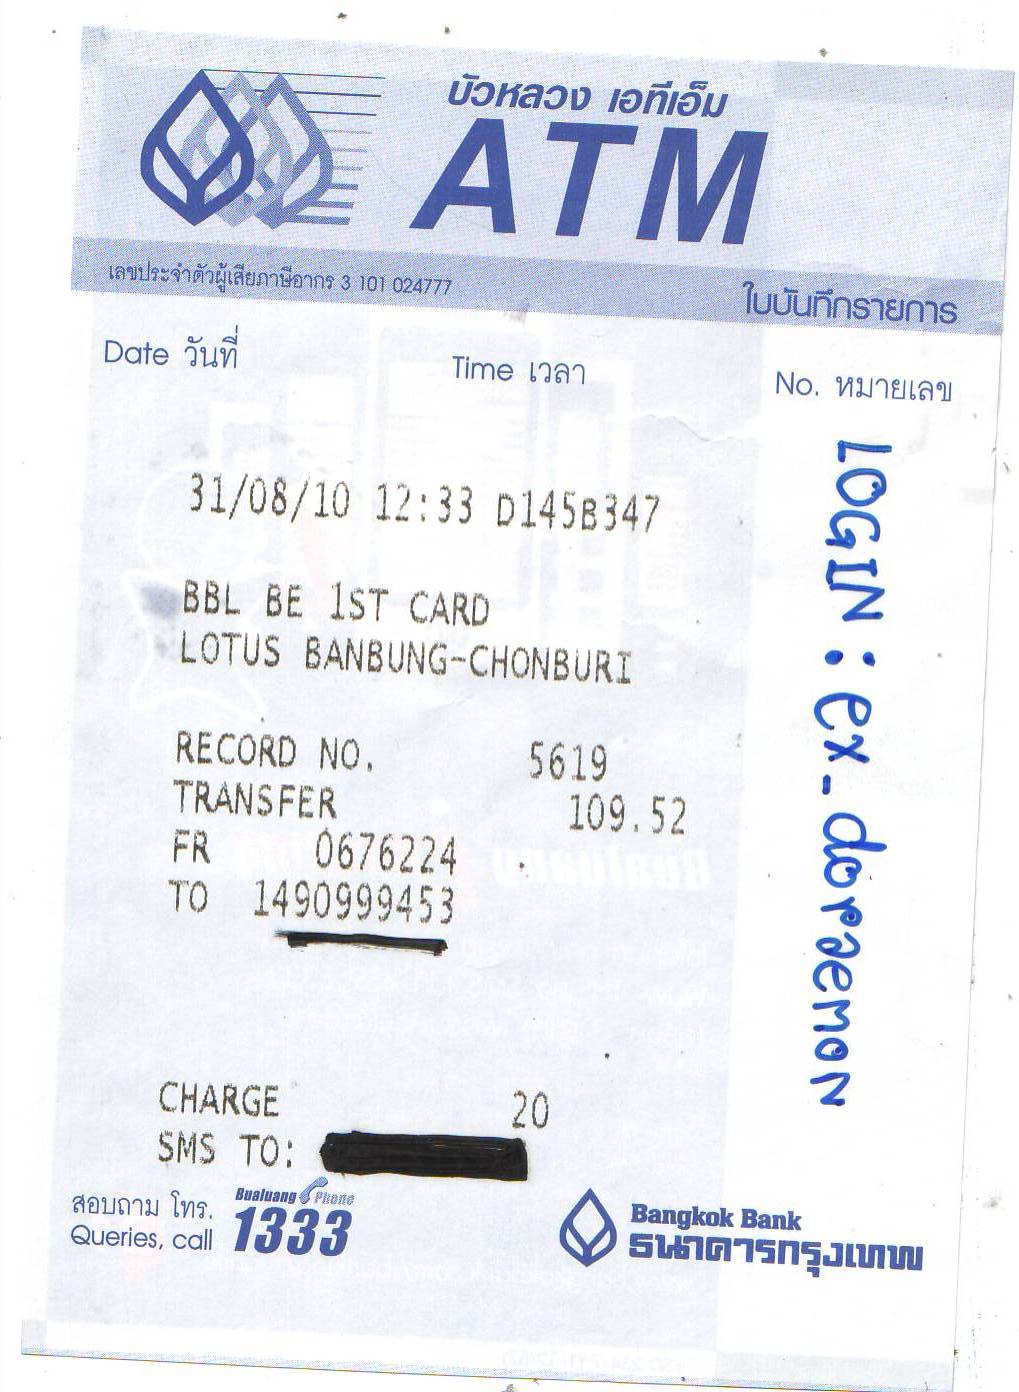 บัวหลวง เอทีเอ็ม
ATM
เลขประจำตัวผู้เสียภาษีอากร 3 101 024777
ใบบันทึกรายการ
Date วันที่ Time เวลา No. หมายเลข
31/08/10 12:33 D145B347
BBL BE 1ST CARD
LOTUS BANBUNG-CHONBURI
RECORD NO. 5619
TRANSFER 109.52
FR 0676224
TO 1490999453
CHARGE 20
SMS TO:
สอบถาม โทร.
Queries, call
Bualuang Phone
1333
Bangkok Bank
ธนาคารกรุงเทพ
LOGIN : ex_doraemon